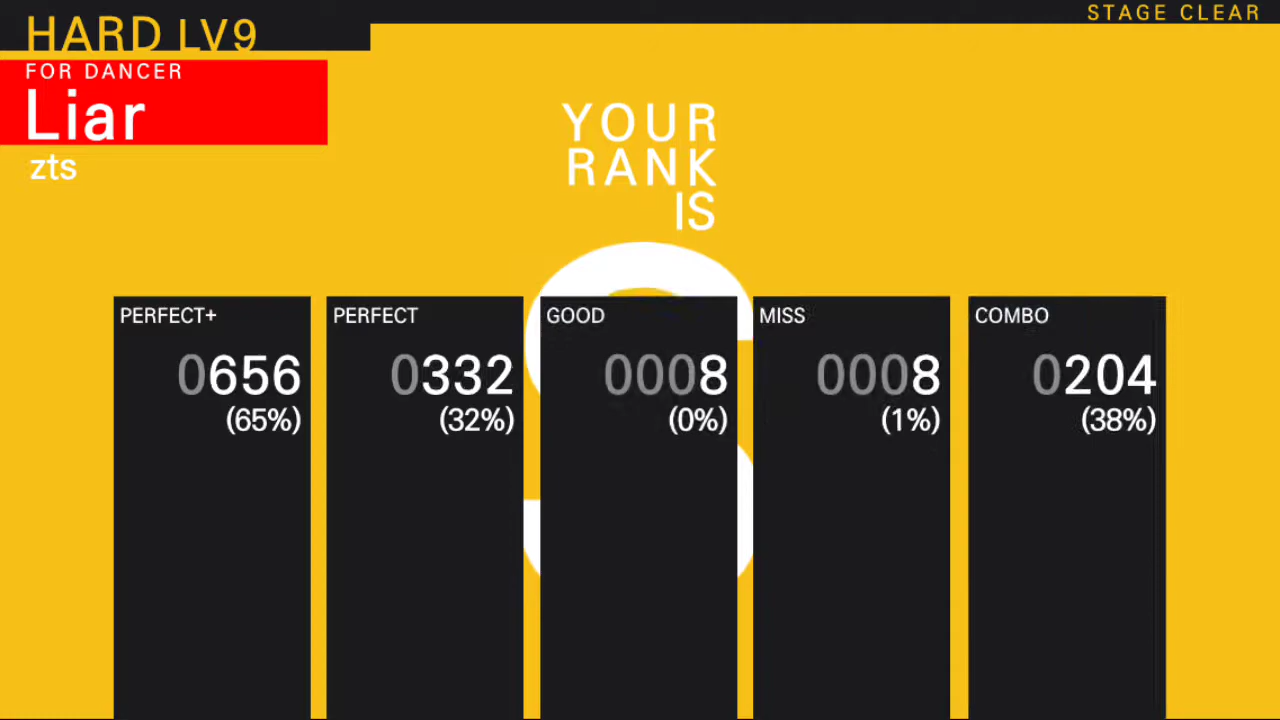 HARD LV9
STAGE CLEAR
FOR DANCER
Liar
zts
YOUR
RANK
IS
S
PERFECT+
0656
(65%)
PERFECT
0332
(32%)
GOOD
0008
(0%)
MISS
0008
(1%)
COMBO
0204
(38%)